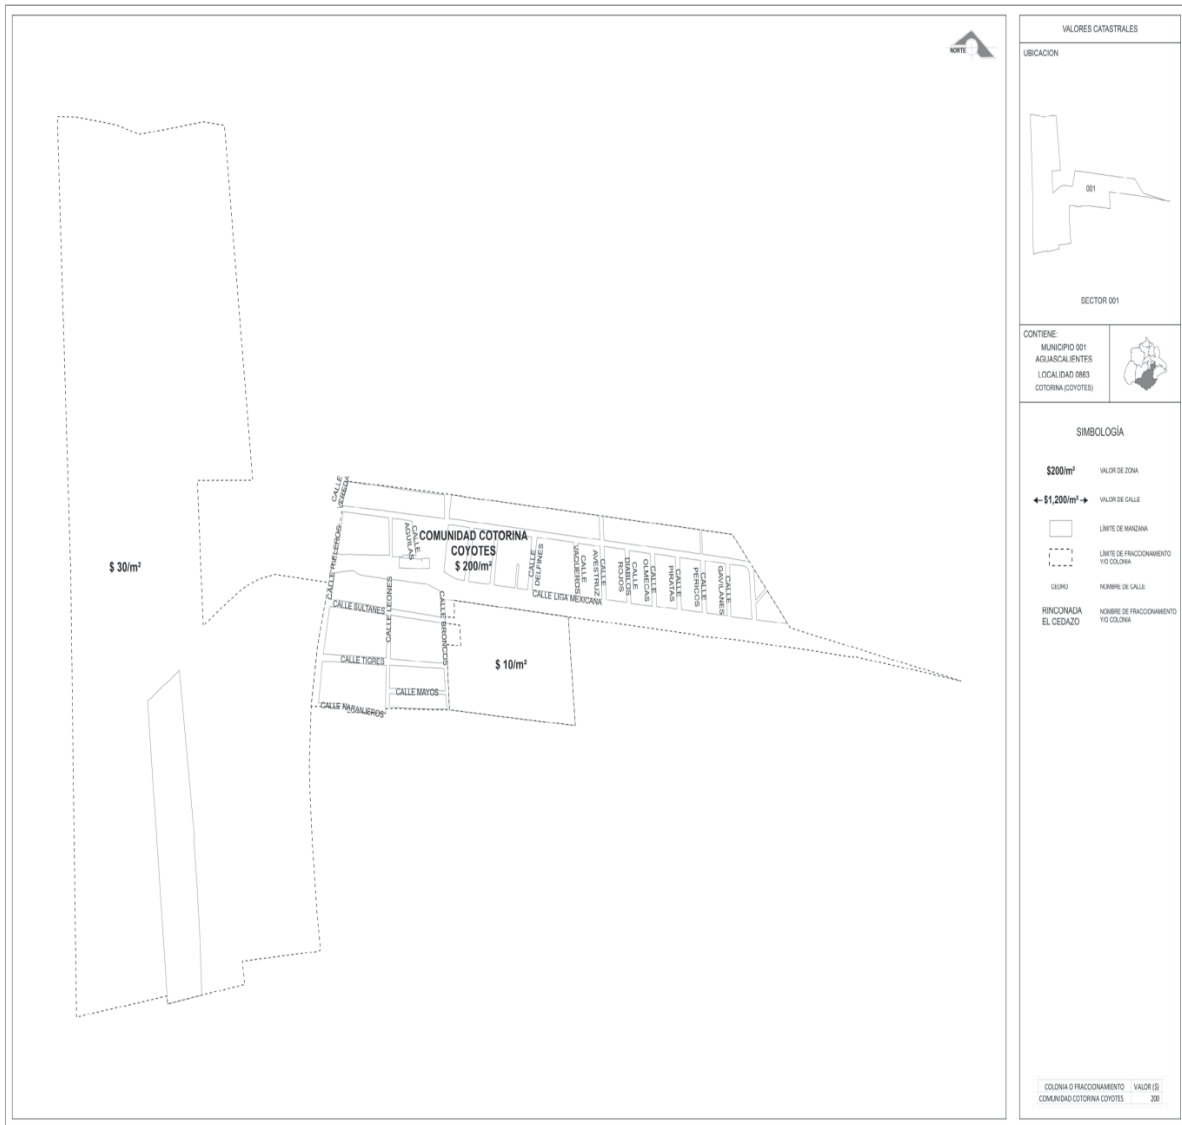 NORTE
$ 30/m²
CALLE
VEREDA
CALLE RIELEROS
CALLE
AGUILAS
COMUNIDAD COTORINA
COYOTES
$ 200/m²
CALLE
DELFINES
CALLE
VAQUEROS
CALLE
AVESTRUZ
CALLE
DIABLOS
ROJOS
CALLE
OLMECAS
CALLE
PIRATAS
CALLE
PERICOS
CALLE
GAVILANES
CALLE LIGA MEXICANA
CALLE SULTANES
CALLE LEONES
CALLE BRONCOS
CALLE TIGRES
CALLE MAYOS
CALLE NARANJEROS
$ 10/m²
VALORES CATASTRALES
UBICACION
001
SECTOR 001
CONTIENE:
MUNICIPIO 001
AGUASCALIENTES
LOCALIDAD 0863
COTORINA (COYOTES)
SIMBOLOGÍA
$200/m² VALOR DE ZONA
$1,200/m² VALOR DE CALLE
LÍMITE DE MANZANA
LÍMITE DE FRACCIONAMIENTO
Y/O COLONIA
CEDRO NOMBRE DE CALLE
RINCONADA
EL CEDAZO
NOMBRE DE FRACCIONAMIENTO
Y/O COLONIA
COLONIA O FRACCIONAMIENTO VALOR ($)
COMUNIDAD COTORINA COYOTES 200